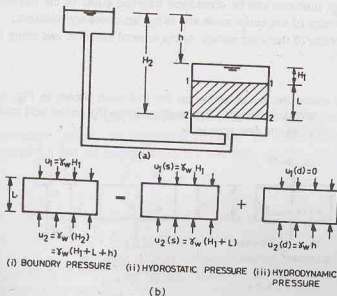 H₂
h
H₁
1 1
L
2 2
(a)
u₁=γw H₁
u₁(s)=γw H₁
u₁(d)=0
L
−
+
u₂=γw(H₂)
=γw(H₁+L+h)
u₂(s)=γw(H₁+L)
u₂(d)=γw h
(i) BOUNDRY PRESSURE (ii) HYDROSTATIC PRESSURE (iii) HYDRODYNAMIC
PRESSURE
(b)